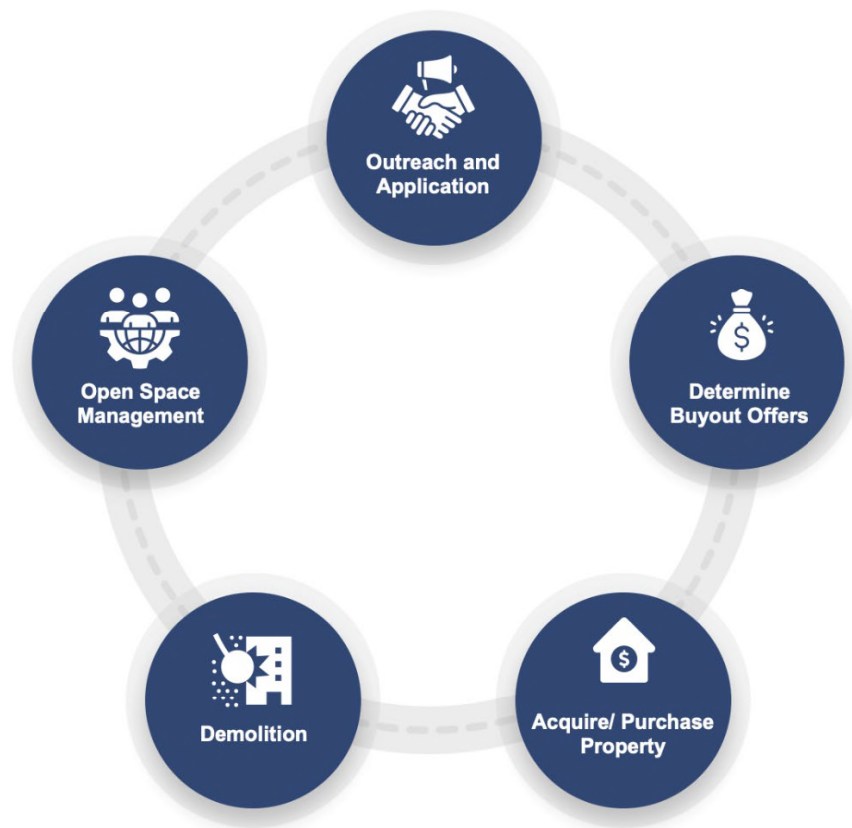 Outreach and
Application
Determine
Buyout Offers
Acquire/ Purchase
Property
Demolition
Open Space
Management